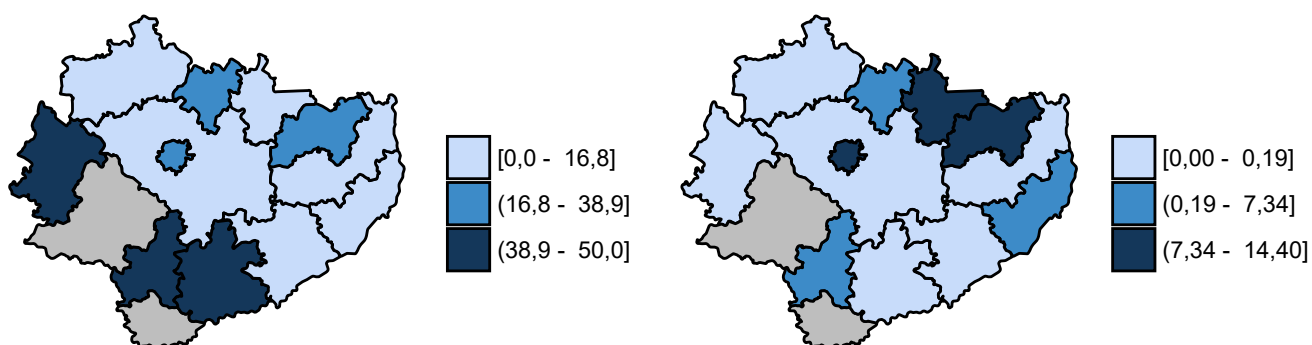 [0,0 - 16,8]
(16,8 - 38,9]
(38,9 - 50,0]
[0,00 - 0,19]
(0,19 - 7,34]
(7,34 - 14,40]